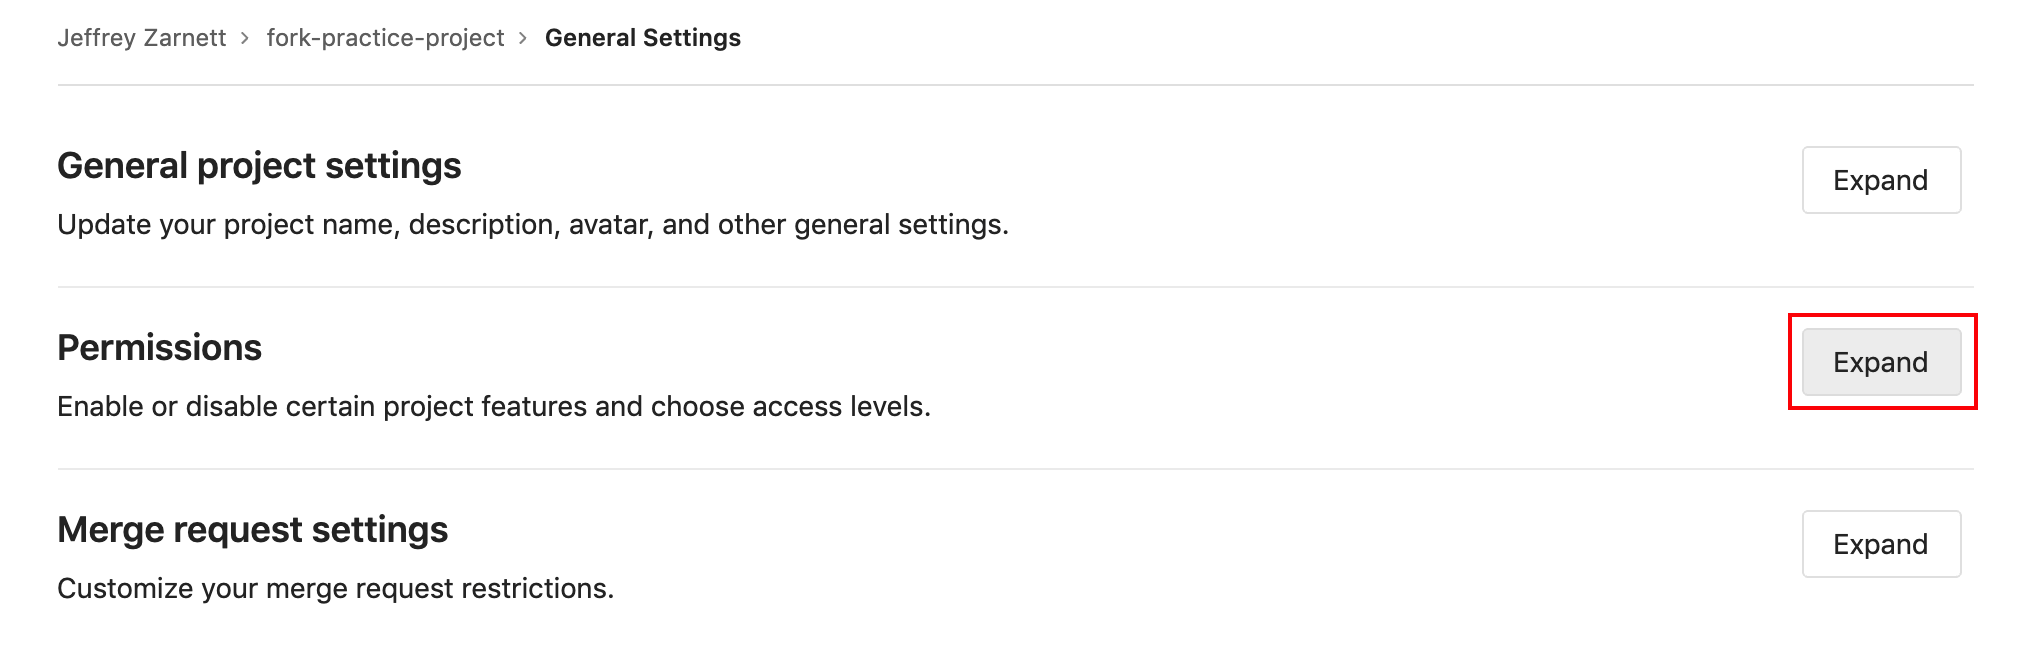 Jeffrey Zarnett > fork-practice-project > General Settings
General project settings
Expand
Update your project name, description, avatar, and other general settings.
Permissions
Expand
Enable or disable certain project features and choose access levels.
Merge request settings
Expand
Customize your merge request restrictions.